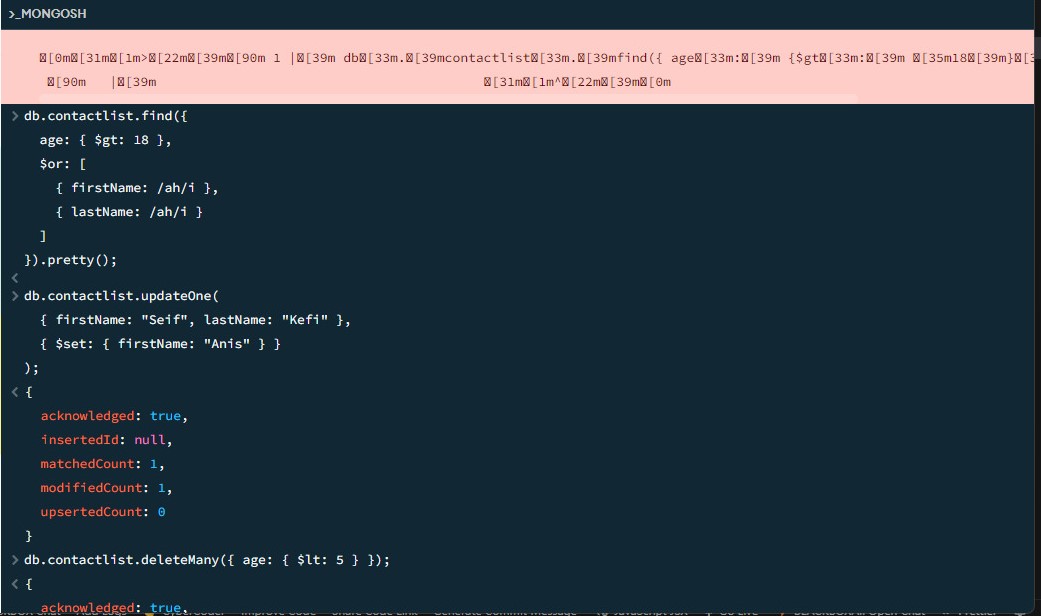 >_MONGOSH
[0m[31m[1m>[22m[39m[90m 1 |[39m db[33m.[39mcontactlist[33m.[39mfind({ age[33m:[39m {$gt[33m:[39m [35m18[39m}[3
[90m   |[39m                                          [31m[1m^[22m[39m[0m
> db.contactlist.find({
age: { $gt: 18 },
$or: [
{ firstName: /ah/i },
{ lastName: /ah/i }
]
}).pretty();
<
> db.contactlist.updateOne(
{ firstName: "Seif", lastName: "Kefi" },
{ $set: { firstName: "Anis" } }
);
< {
acknowledged: true,
insertedId: null,
matchedCount: 1,
modifiedCount: 1,
upsertedCount: 0
}
> db.contactlist.deleteMany({ age: { $lt: 5 } });
< {
acknowledged: true,